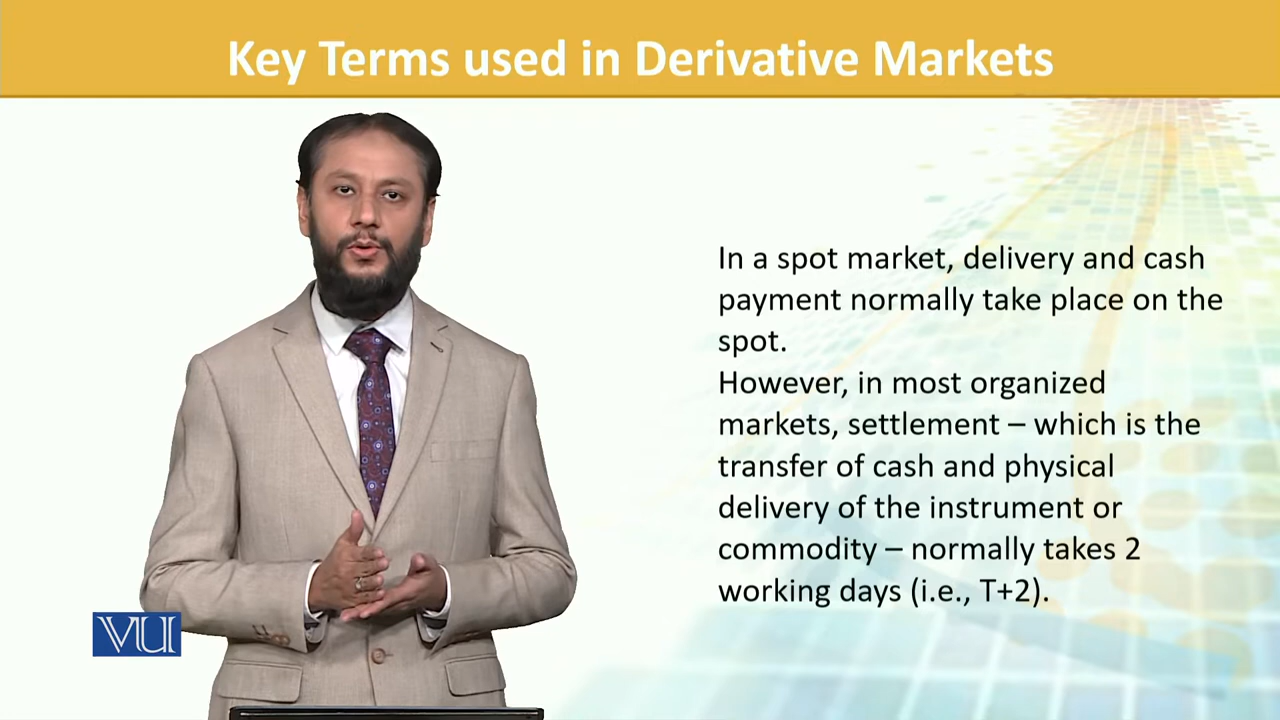 Key Terms used in Derivative Markets
In a spot market, delivery and cash
payment normally take place on the
spot.
However, in most organized
markets, settlement – which is the
transfer of cash and physical
delivery of the instrument or
commodity – normally takes 2
working days (i.e., T+2).
VU